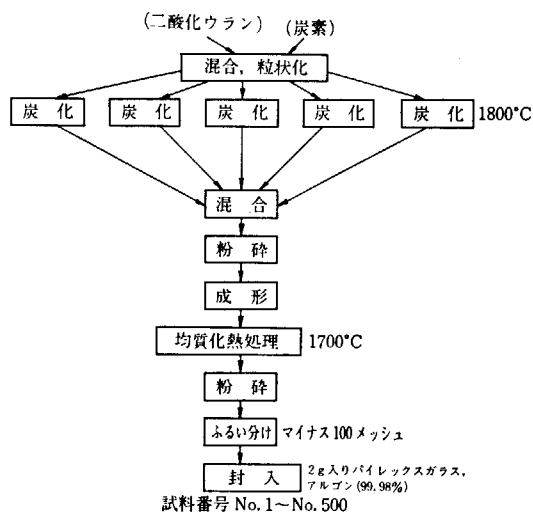 (二酸化ウラン) (炭素)
混合,粒状化
炭化 炭化 炭化 炭化 炭化 1800°C
混合
粉砕
成形
均質化熱処理 1700°C
粉砕
ふるい分け マイナス100メッシュ
封入 2g入りパイレックスガラス,
アルゴン(99.98%)
試料番号 No.1~No.500